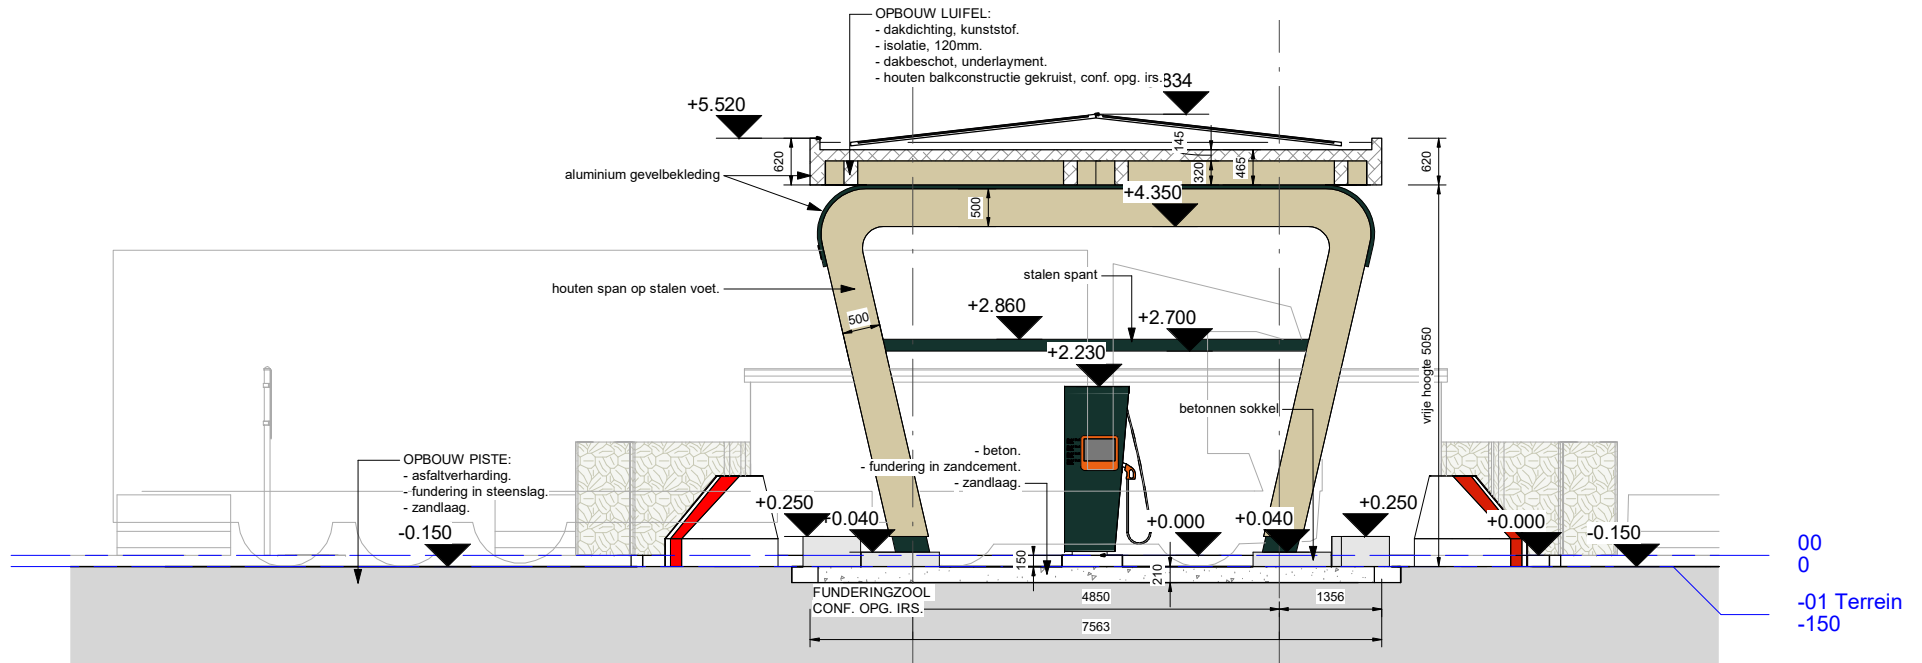 OPBOUW LUIFEL:
- dakdichting, kunststof.
- isolatie, 120mm.
- dakbeschot, underlayment.
- houten balkconstructie gekruist, conf. opg. irs.
834
+5.520
620
145
320
465
620
aluminium gevelbekleding
+4.350
500
stalen spant
houten span op stalen voet.
500
+2.860
+2.700
+2.230
vrije hoogte 5050
betonnen sokkel
OPBOUW PISTE:
- asfaltverharding.
- fundering in steenslag.
- zandlaag.
-0.150
- beton.
- fundering in zandcement.
- zandlaag.
+0.250
+0.040
+0.000
+0.040
+0.250
+0.000
-0.150
00
0
150
210
FUNDERINGZOOL
CONF. OPG. IRS.
4850
1356
7563
-01 Terrein
-150